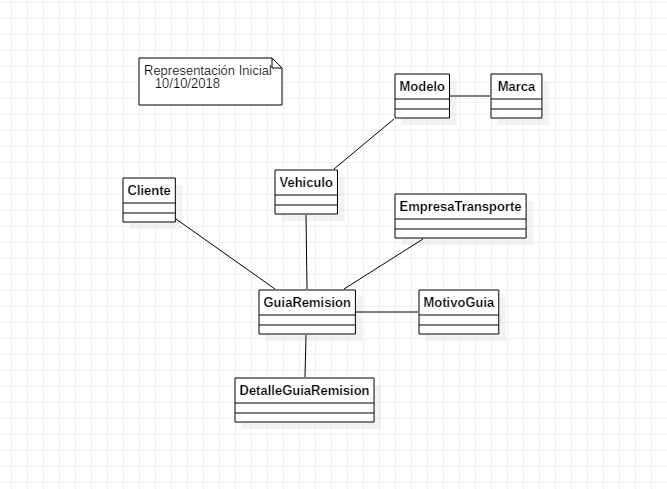 Representación Inicial
10/10/2018
Modelo
Marca
Cliente
Vehiculo
EmpresaTransporte
GuiaRemision
MotivoGuia
DetalleGuiaRemision